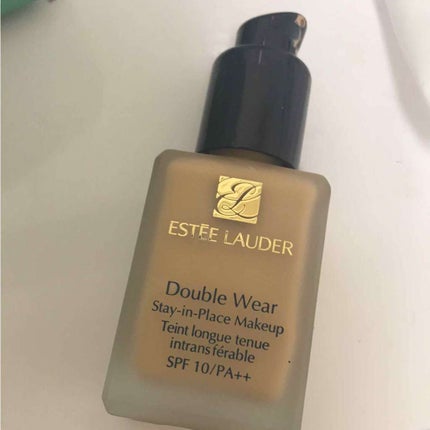 ESTĒE LAUDER
Double Wear
Stay-in-Place Makeup
Teint longue tenue
intransférable
SPF 10/PA++